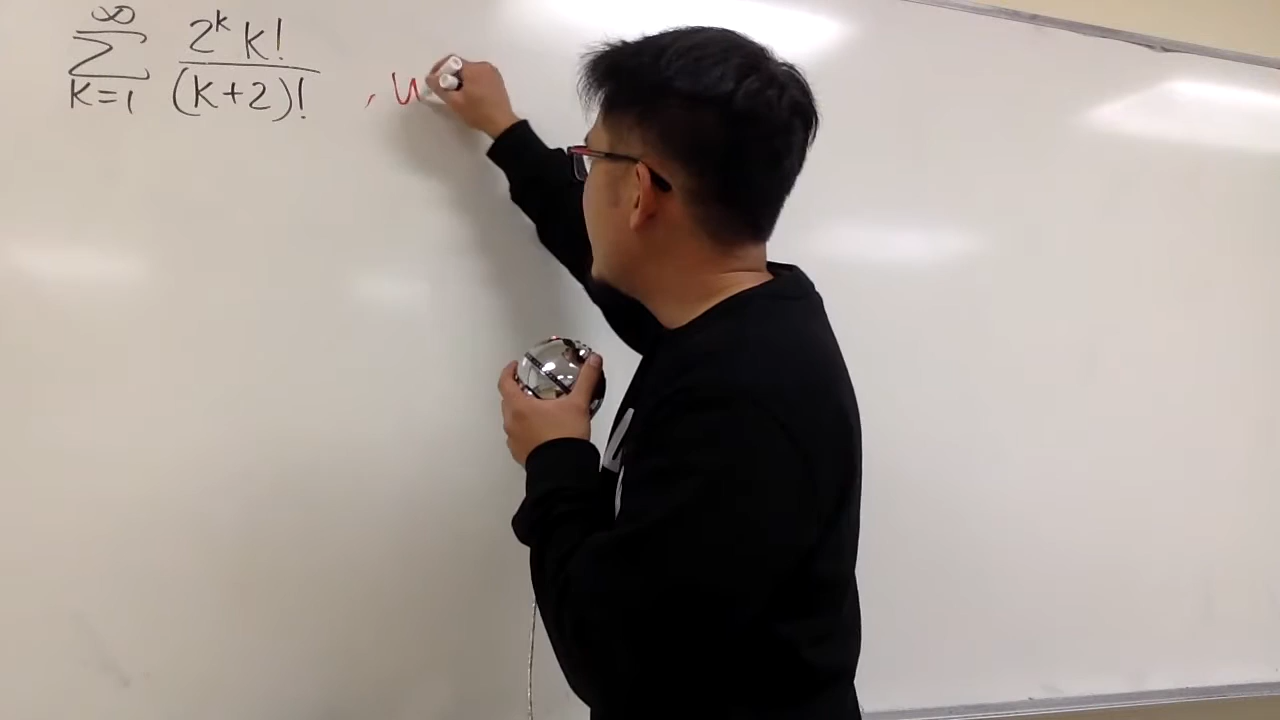 ∞
∑ 2^k k! / (k+2)! ,
k=1